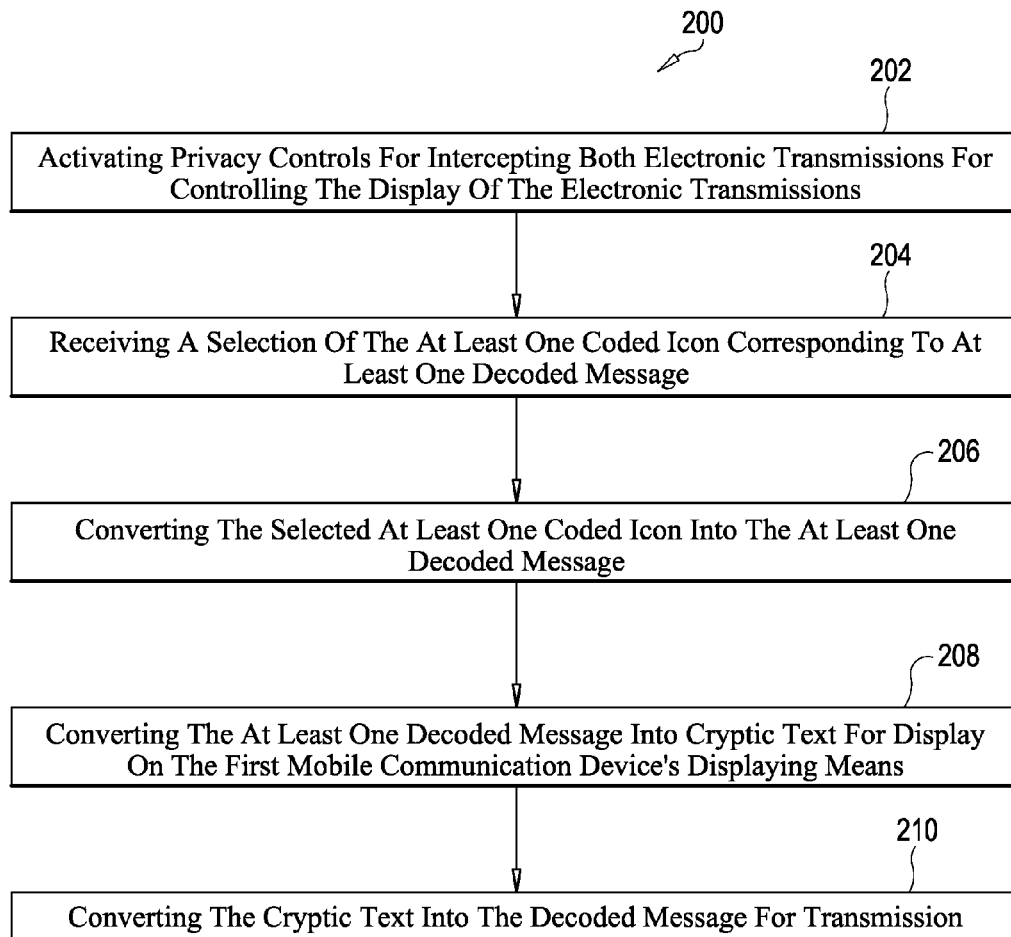 200
202
Activating Privacy Controls For Intercepting Both Electronic Transmissions For
Controlling The Display Of The Electronic Transmissions
204
Receiving A Selection Of The At Least One Coded Icon Corresponding To At
Least One Decoded Message
206
Converting The Selected At Least One Coded Icon Into The At Least One
Decoded Message
208
Converting The At Least One Decoded Message Into Cryptic Text For Display
On The First Mobile Communication Device's Displaying Means
210
Converting The Cryptic Text Into The Decoded Message For Transmission